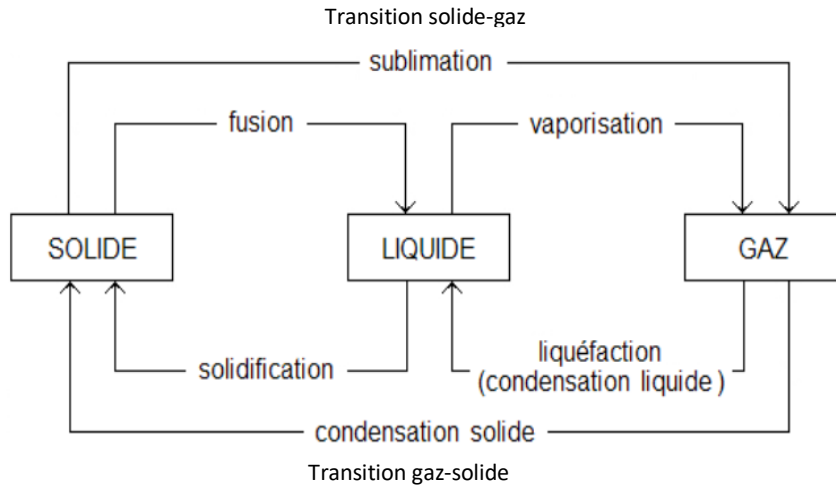 Transition solide-gaz
sublimation
fusion
vaporisation
SOLIDE
LIQUIDE
GAZ
solidification
liquéfaction
(condensation liquide )
condensation solide
Transition gaz-solide